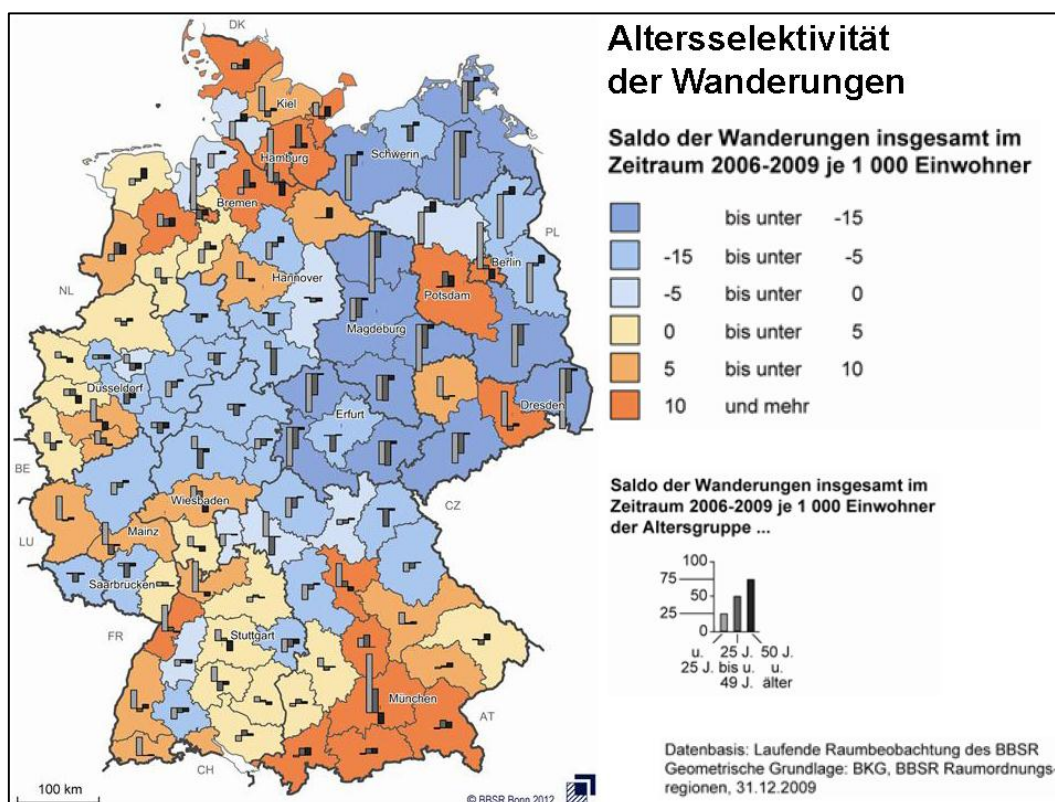 Altersselektivität
der Wanderungen
Saldo der Wanderungen insgesamt im
Zeitraum 2006-2009 je 1 000 Einwohner
bis unter -15
-15 bis unter -5
-5 bis unter 0
0 bis unter 5
5 bis unter 10
10 und mehr
Saldo der Wanderungen insgesamt im
Zeitraum 2006-2009 je 1 000 Einwohner
der Altersgruppe ...
100
75
50
25
0
u. 25 J. 50 J.
25 J. bis u. u.
49 J. älter
Datenbasis: Laufende Raumbeobachtung des BBSR
Geometrische Grundlage: BKG, BBSR Raumordnungs-
regionen, 31.12.2009
DK
Kiel
Schwerin
Hamburg
Bremen
PL
Berlin
Hannover
NL
Potsdam
Magdeburg
Düsseldorf
Dresden
Erfurt
BE
Wiesbaden
CZ
Mainz
LU
Saarbrücken
FR
Stuttgart
München
AT
CH
100 km
© BBSR Bonn 2012